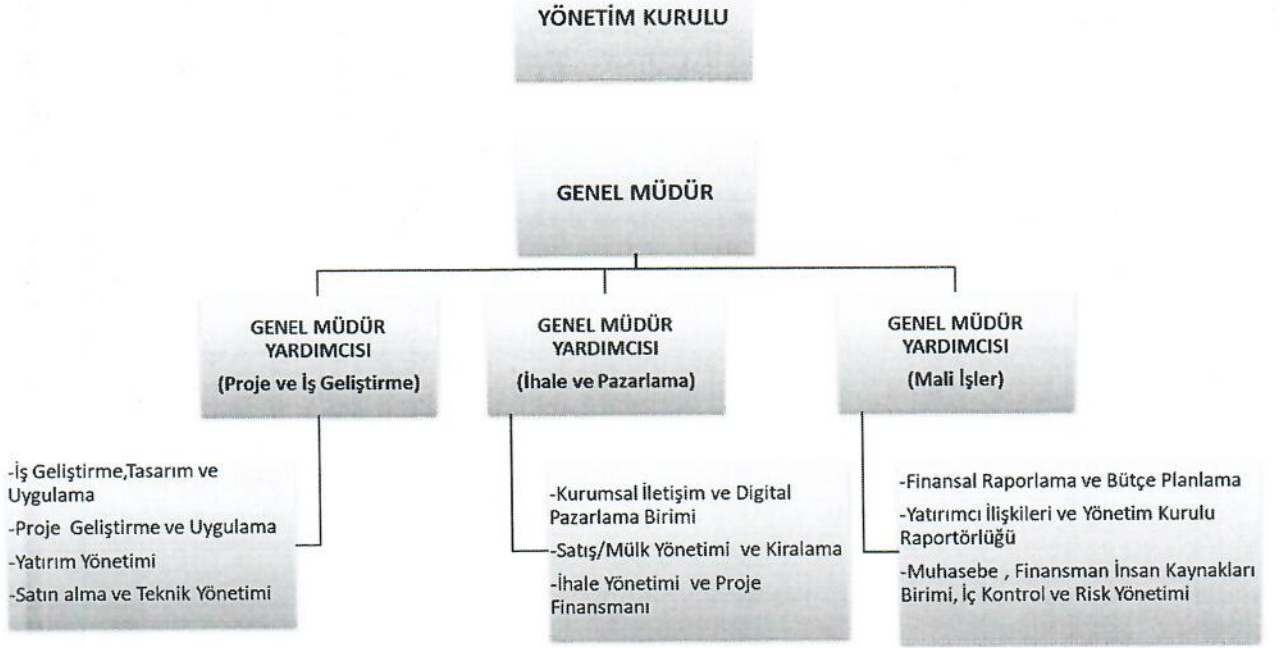 YÖNETİM KURULU
GENEL MÜDÜR
GENEL MÜDÜR
YARDIMCISI
(Proje ve İş Geliştirme)
GENEL MÜDÜR
YARDIMCISI
(İhale ve Pazarlama)
GENEL MÜDÜR
YARDIMCISI
(Mali İşler)
-İş Geliştirme,Tasarım ve
Uygulama
-Proje Geliştirme ve Uygulama
-Yatırım Yönetimi
-Satın alma ve Teknik Yönetimi
-Kurumsal İletişim ve Digital
Pazarlama Birimi
-Satış/Mülk Yönetimi ve Kiralama
-İhale Yönetimi ve Proje
Finansmanı
-Finansal Raporlama ve Bütçe Planlama
-Yatırımcı İlişkileri ve Yönetim Kurulu
Raportörlüğü
-Muhasebe , Finansman İnsan Kaynakları
Birimi, İç Kontrol ve Risk Yönetimi